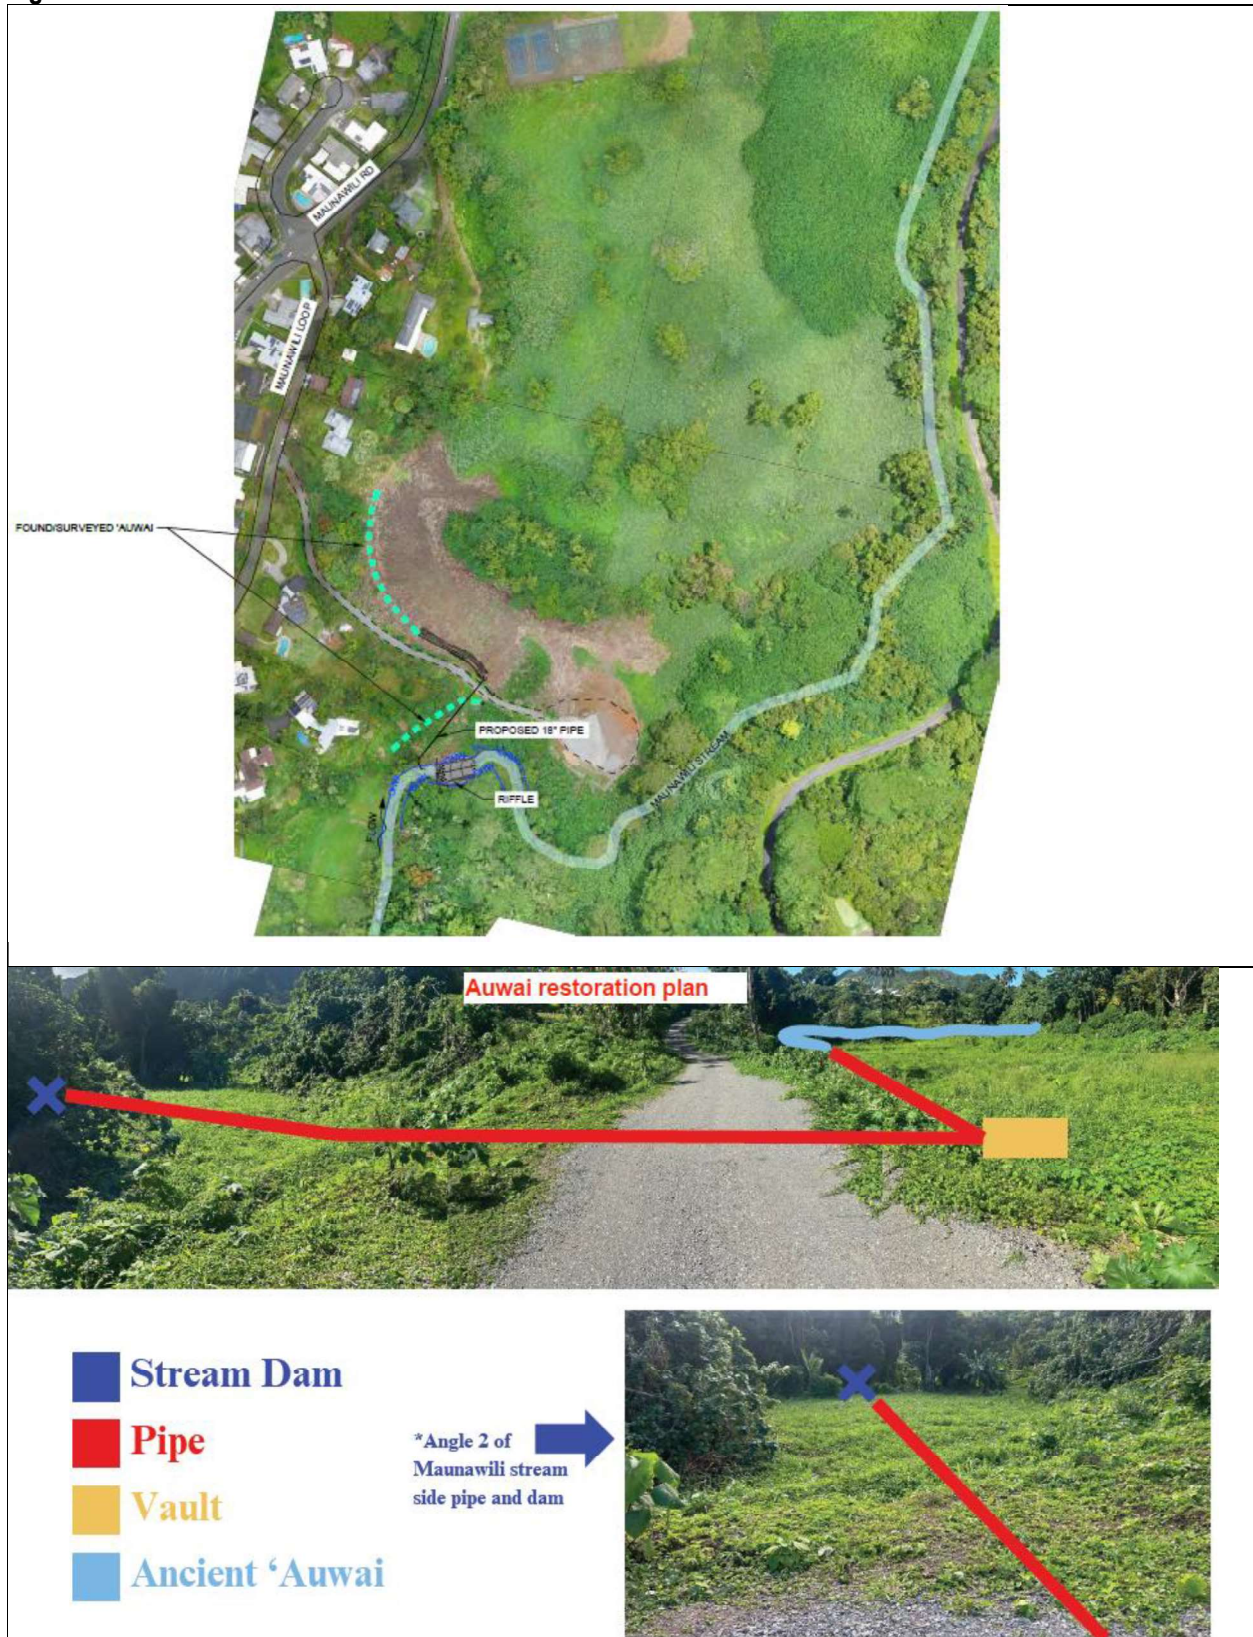 MAUNAWILI RD
MAUNAWILI LOOP
FOUND/SURVEYED 'AUWAI
PROPOSED 18" PIPE
MAUNAWILI STREAM
RIFFLE
FLOW
Auwai restoration plan
Stream Dam
Pipe
Vault
Ancient ‘Auwai
*Angle 2 of
Maunawili stream
side pipe and dam